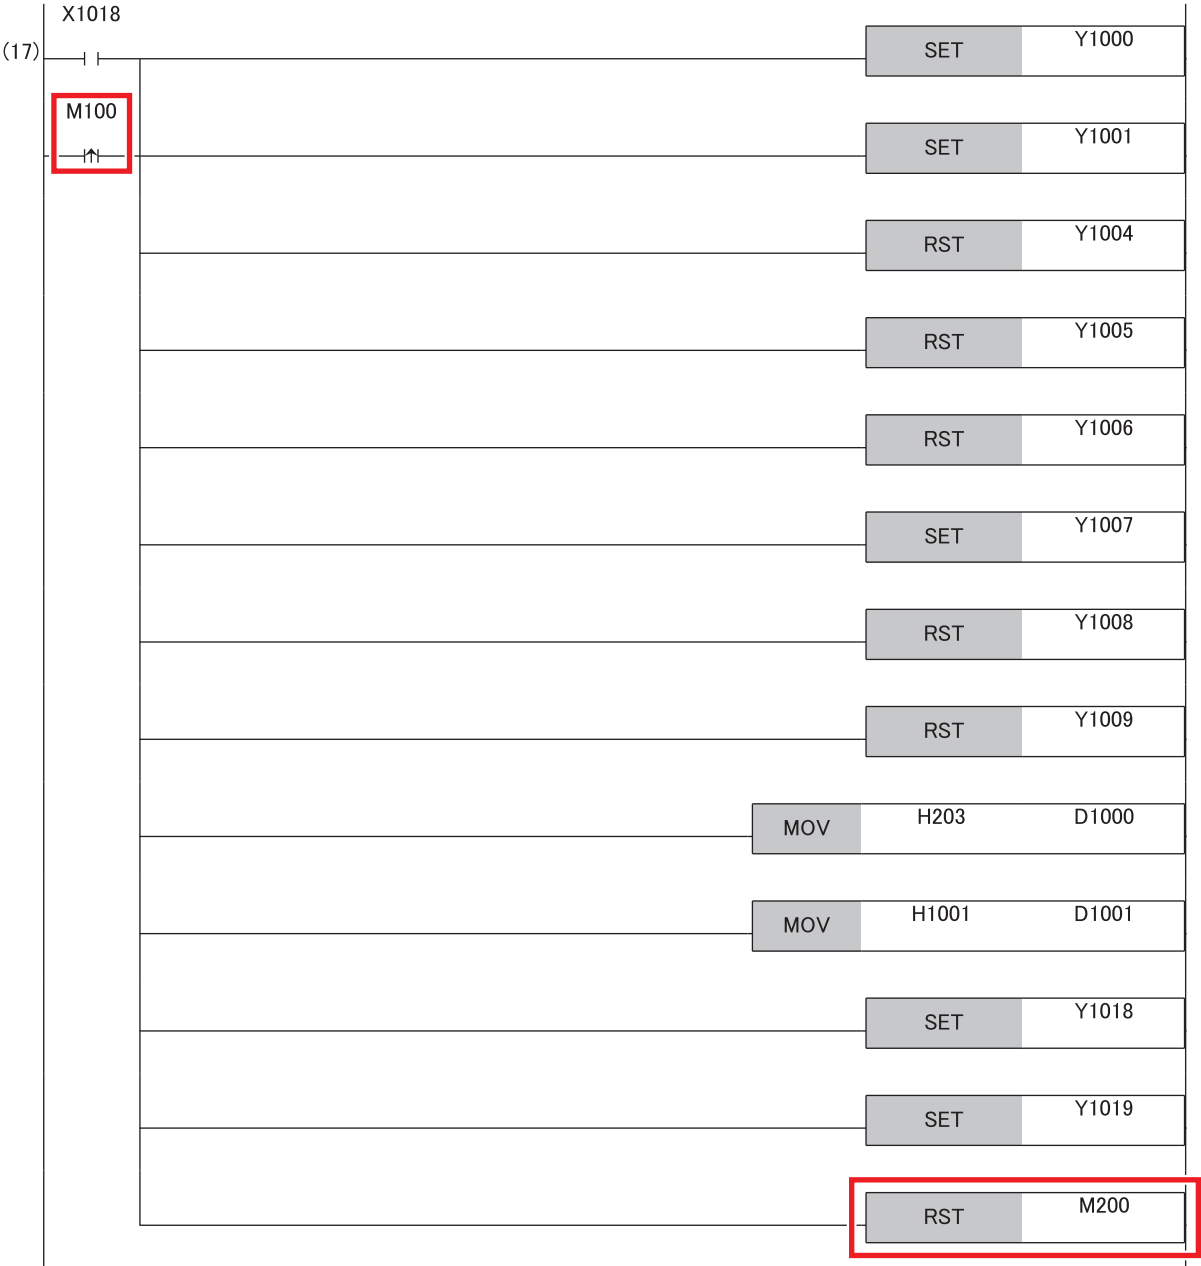 X1018
(17)
SET Y1000
M100
SET Y1001
RST Y1004
RST Y1005
RST Y1006
SET Y1007
RST Y1008
RST Y1009
MOV H203 D1000
MOV H1001 D1001
SET Y1018
SET Y1019
RST M200